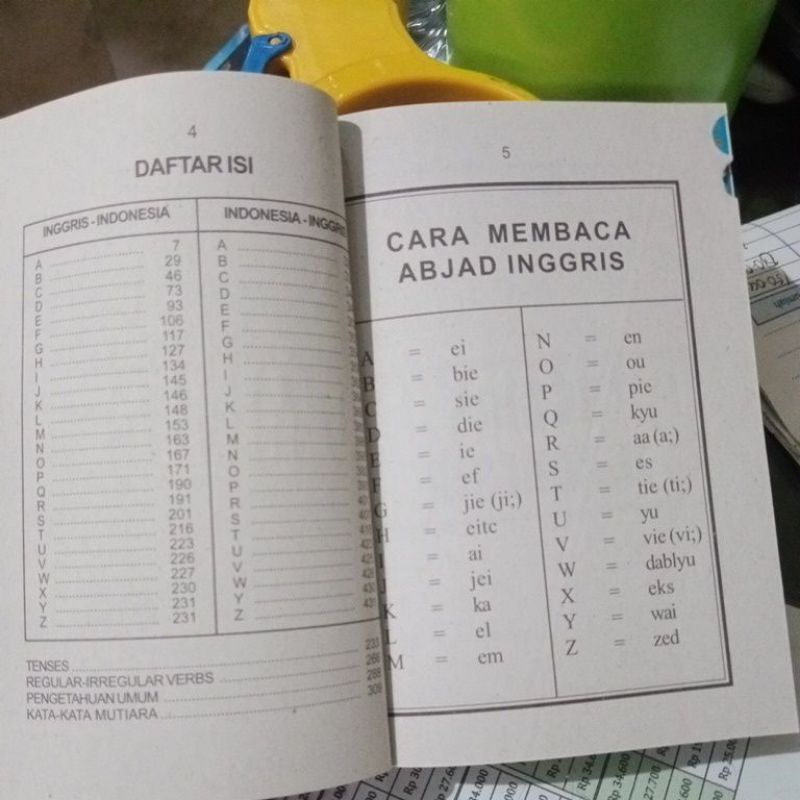 4
DAFTAR ISI
INGGRIS - INDONESIA
A ........ 7
B ........ 29
C ........ 46
D ........ 73
E ........ 93
F ........ 106
G ........ 117
H ........ 127
I ........ 134
J ........ 145
K ........ 146
L ........ 148
M ........ 153
N ........ 163
O ........ 167
P ........ 171
Q ........ 190
R ........ 191
S ........ 201
T ........ 216
U ........ 223
V ........ 226
W ........ 227
X ........ 230
Y ........ 231
Z ........ 231
INDONESIA - INGGRIS
A
B
C
D
E
F
G
H
I
J
K
L
M
N
O
P
R
S
T
U
V
W
Y
Z
TENSES ........ 233
REGULAR-IRREGULAR VERBS ........ 266
PENGETAHUAN UMUM ........ 288
KATA-KATA MUTIARA ........ 309
5
CARA MEMBACA
ABJAD INGGRIS
A = ei
B = bie
C = sie
D = die
E = ie
F = ef
G = jie (ji;)
H = eitc
I = ai
J = jei
K = ka
L = el
M = em
N = en
O = ou
P = pie
Q = kyu
R = aa (a;)
S = es
T = tie (ti;)
U = yu
V = vie (vi;)
W = dablyu
X = eks
Y = wai
Z = zed